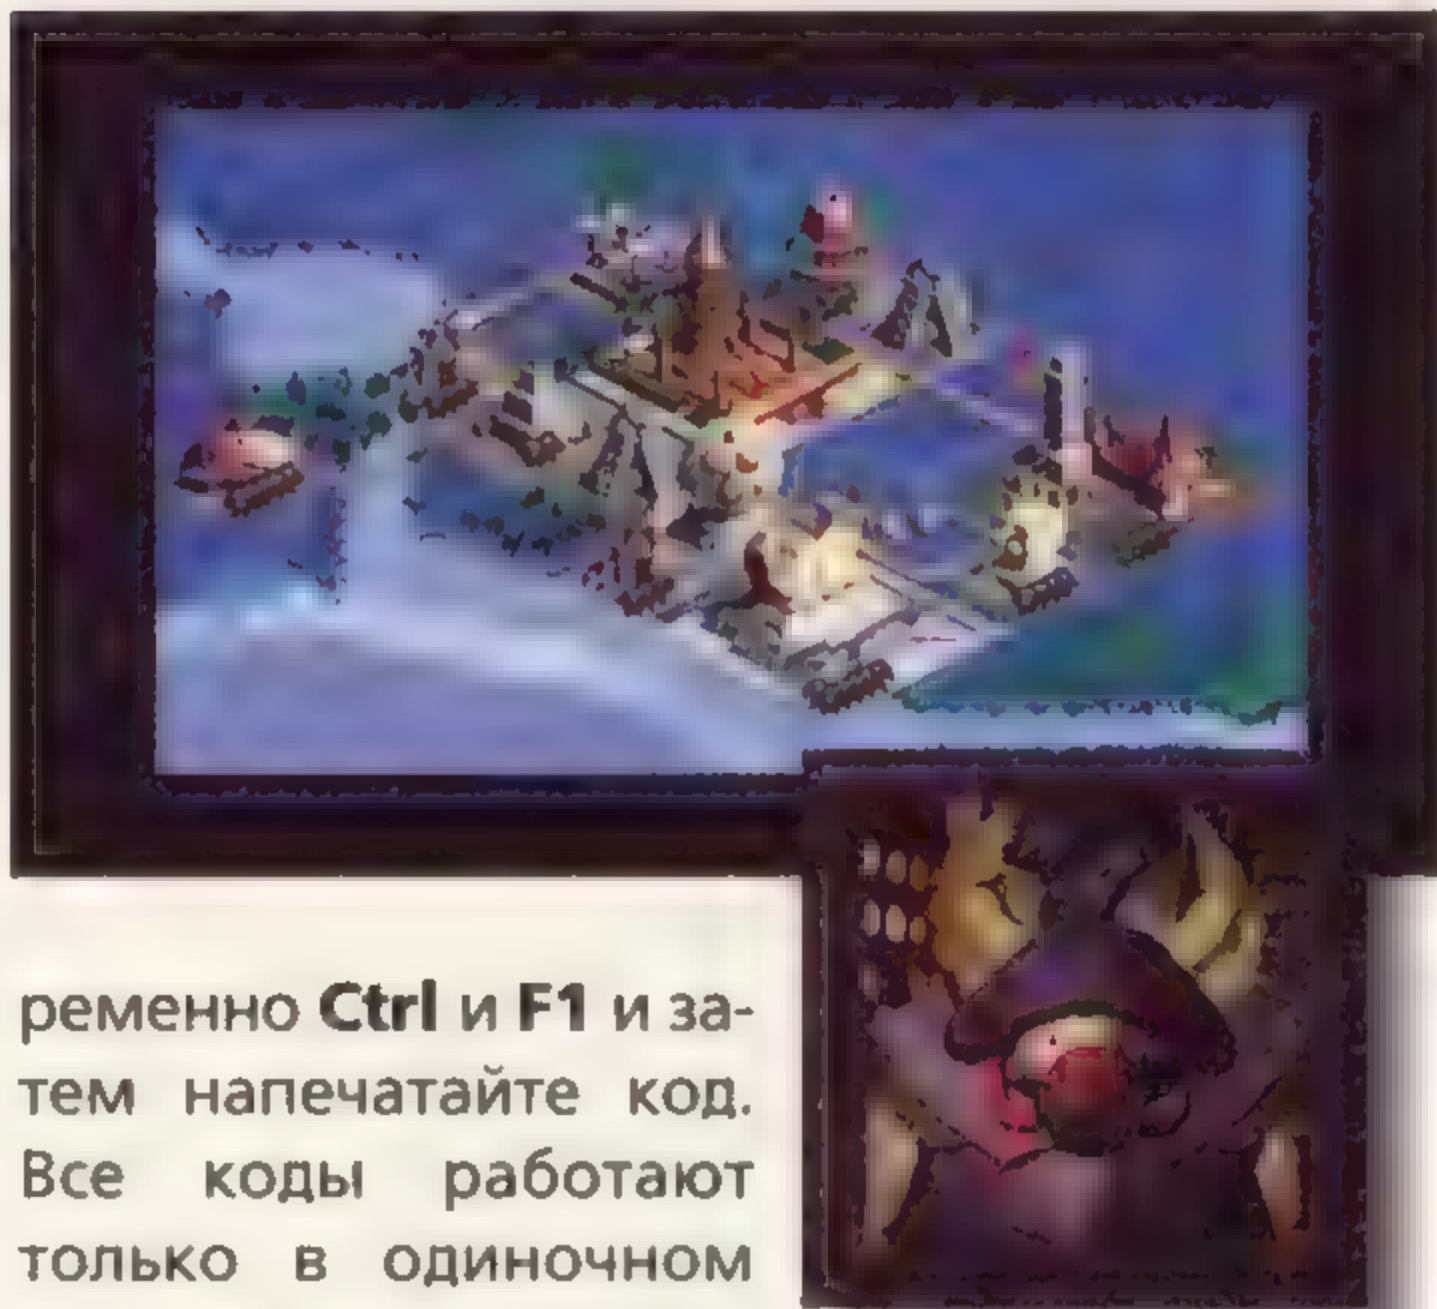 ременно Ctrl и F1 и за-
тем напечатайте код.
Все коды работают
только в одиночном